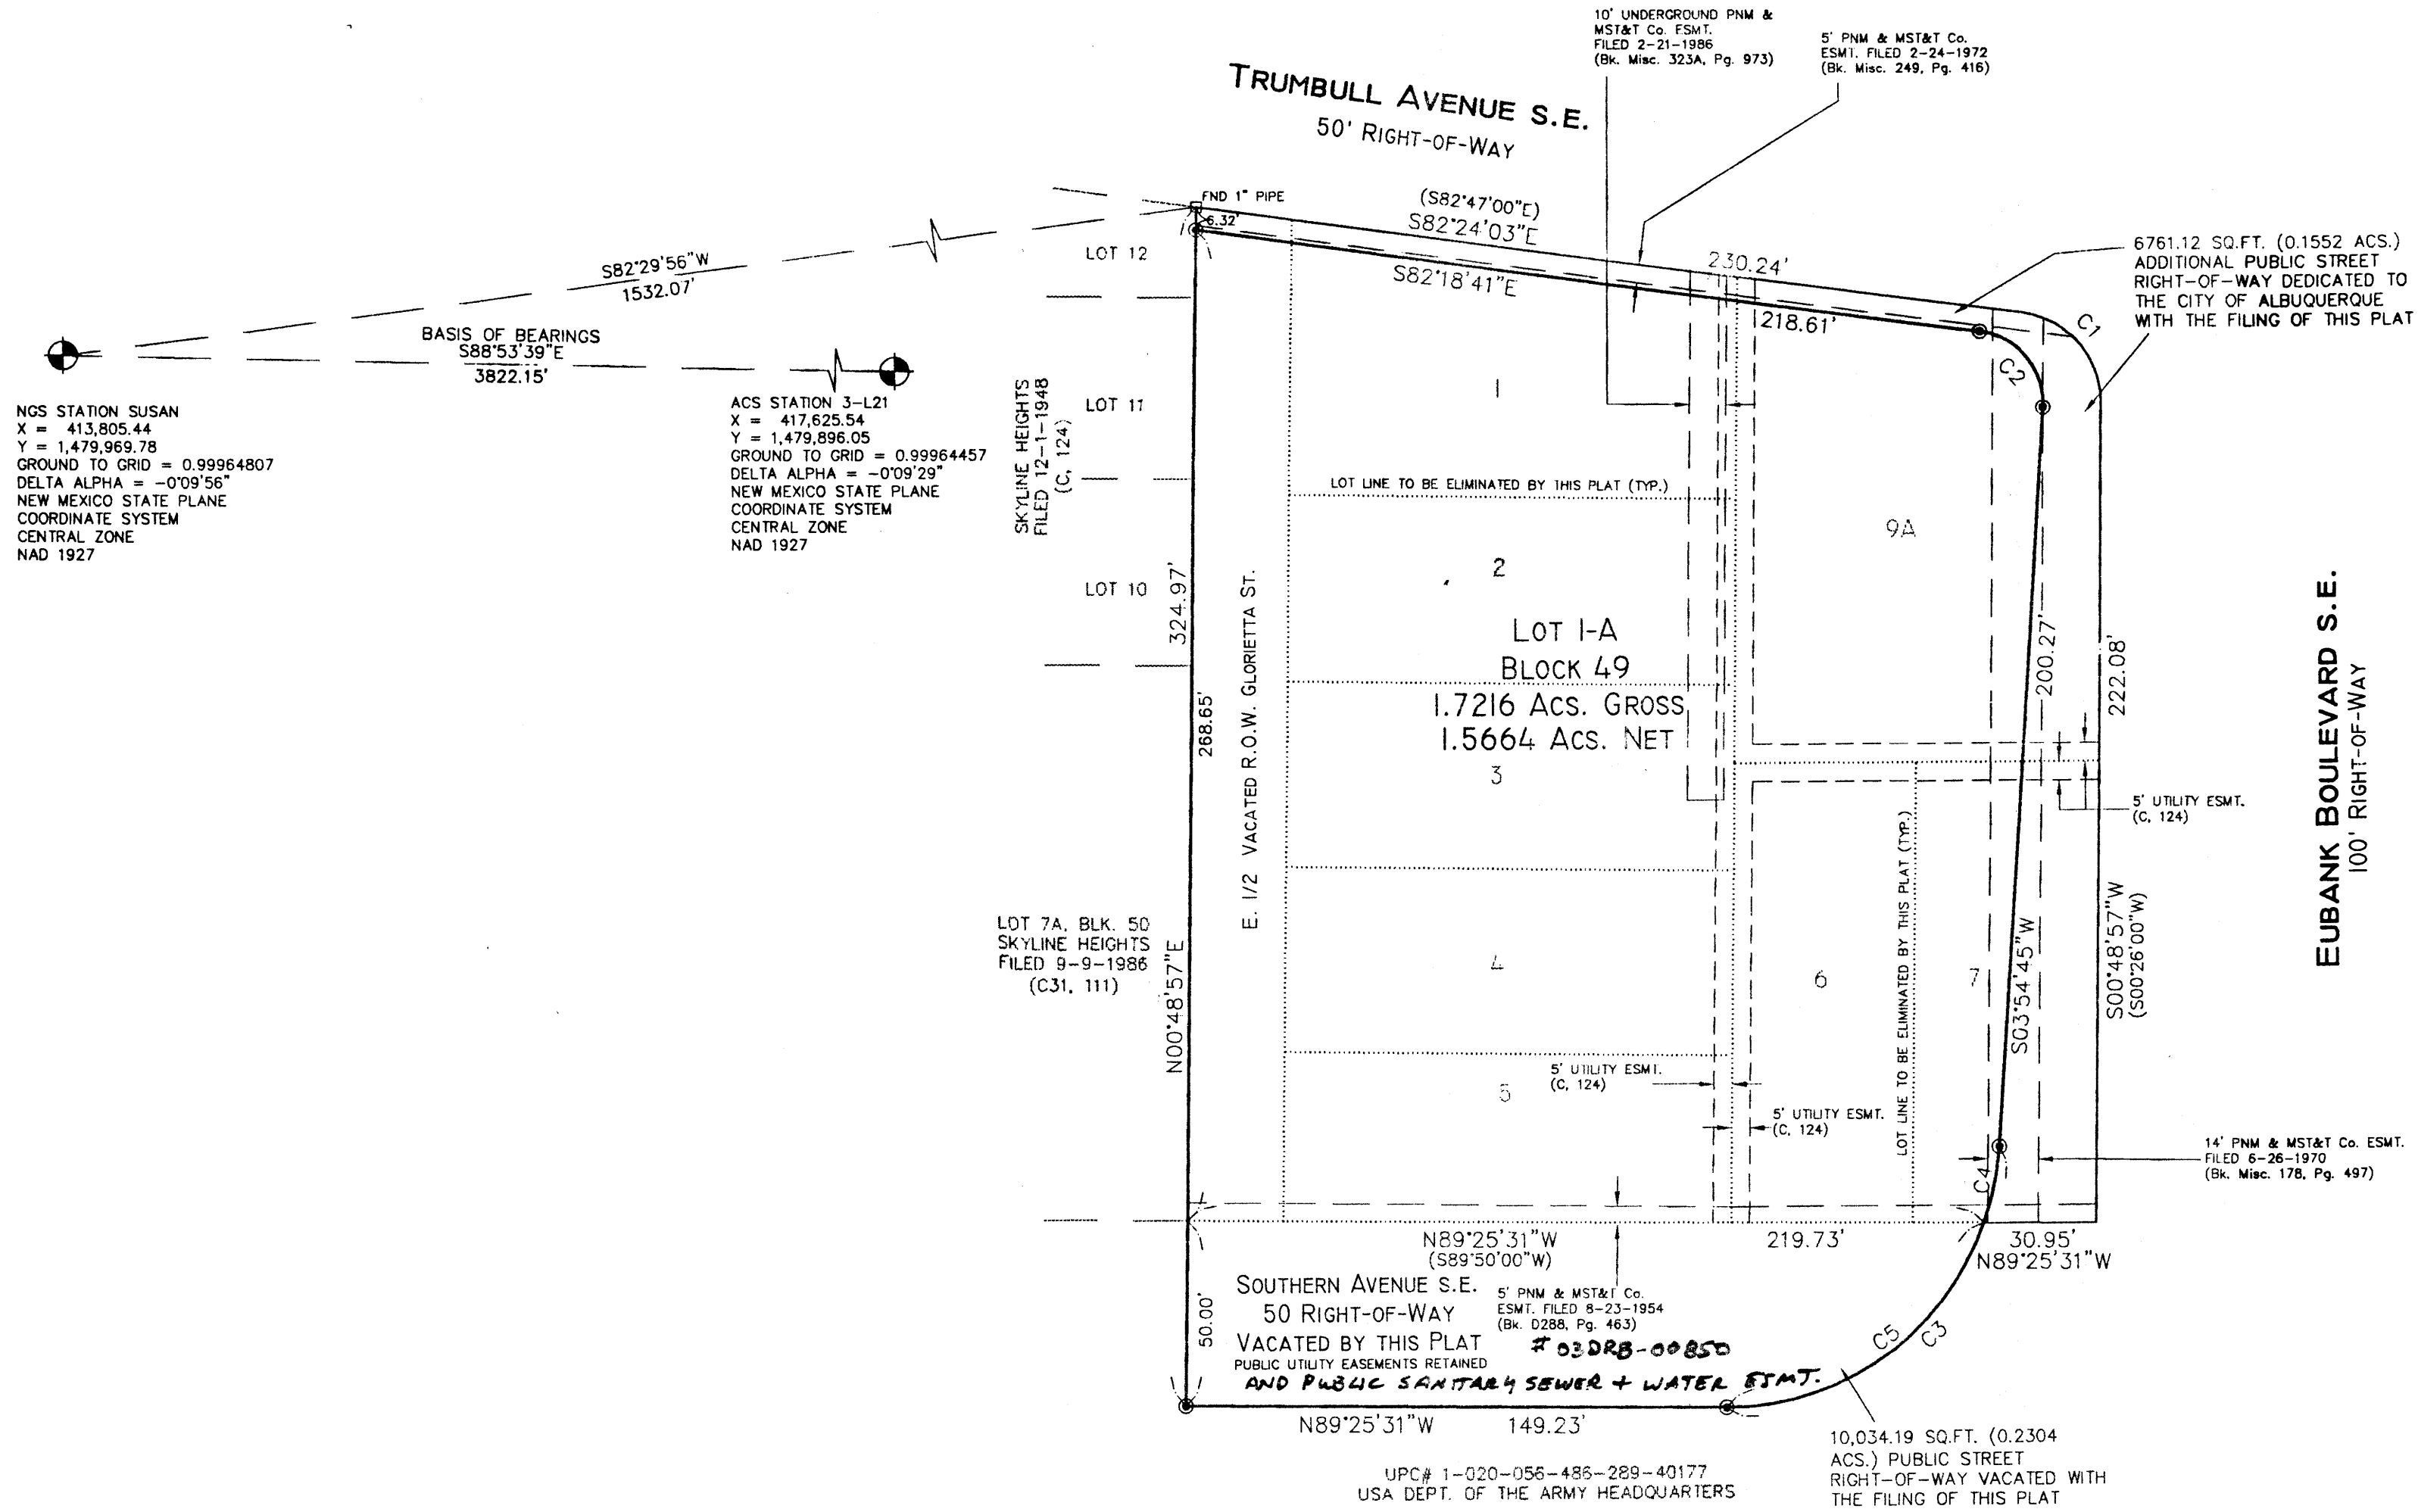 10' UNDERGROUND PNM &
MST&T Co. ESMT.
FILED 2-21-1986
(Bk. Misc. 323A, Pg. 973)
5' PNM & MST&T Co.
ESMT. FILED 2-24-1972
(Bk. Misc. 249, Pg. 416)
TRUMBULL AVENUE S.E.
50' RIGHT-OF-WAY
FND 1" PIPE
6.32'
(S82°47'00"E)
S82°24'03"E
230.24'
S82°18'41"E
218.61'
C1
C2
6761.12 SQ.FT. (0.1552 ACS.)
ADDITIONAL PUBLIC STREET
RIGHT-OF-WAY DEDICATED TO
THE CITY OF ALBUQUERQUE
WITH THE FILING OF THIS PLAT
S82°29'56"W
1532.07'
BASIS OF BEARINGS
S88°53'39"E
3822.15'
NGS STATION SUSAN
X = 413,805.44
Y = 1,479,969.78
GROUND TO GRID = 0.99964807
DELTA ALPHA = -0°09'56"
NEW MEXICO STATE PLANE
COORDINATE SYSTEM
CENTRAL ZONE
NAD 1927
ACS STATION 3-L21
X = 417,625.54
Y = 1,479,896.05
GROUND TO GRID = 0.99964457
DELTA ALPHA = -0°09'29"
NEW MEXICO STATE PLANE
COORDINATE SYSTEM
CENTRAL ZONE
NAD 1927
SKYLINE HEIGHTS
FILED 12-1-1948
(C, 124)
LOT 12
LOT 11
LOT 10
324.97'
268.65'
N00°48'57"E
50.00'
E. 1/2 VACATED R.O.W. GLORIETTA ST.
1
LOT LINE TO BE ELIMINATED BY THIS PLAT (TYP.)
2
9A
LOT 1-A
BLOCK 49
1.7216 ACS. GROSS
1.5664 ACS. NET
3
4
5
6
7
LOT LINE TO BE ELIMINATED BY THIS PLAT (TYP.)
200.27'
S03°54'45"W
222.08'
S00°48'57"W
(S00°26'00"W)
EUBANK BOULEVARD S.E.
100' RIGHT-OF-WAY
5' UTILITY ESMT.
(C, 124)
LOT 7A, BLK. 50
SKYLINE HEIGHTS
FILED 9-9-1986
(C31, 111)
5' UTILITY ESMT.
(C, 124)
5' UTILITY ESMT.
(C, 124)
14' PNM & MST&T Co. ESMT.
FILED 6-26-1970
(Bk. Misc. 178, Pg. 497)
C4
N89°25'31"W
(S89°50'00"W)
219.73'
30.95'
N89°25'31"W
SOUTHERN AVENUE S.E.
50 RIGHT-OF-WAY
VACATED BY THIS PLAT
PUBLIC UTILITY EASEMENTS RETAINED
5' PNM & MST&T Co.
ESMT. FILED 8-23-1954
(Bk. D288, Pg. 463)
# 03DRB-00850
AND PUBLIC SANITARY SEWER + WATER ESMT.
C5
C3
N89°25'31"W 149.23'
10,034.19 SQ.FT. (0.2304
ACS.) PUBLIC STREET
RIGHT-OF-WAY VACATED WITH
THE FILING OF THIS PLAT
UPC# 1-020-056-486-289-40177
USA DEPT. OF THE ARMY HEADQUARTERS